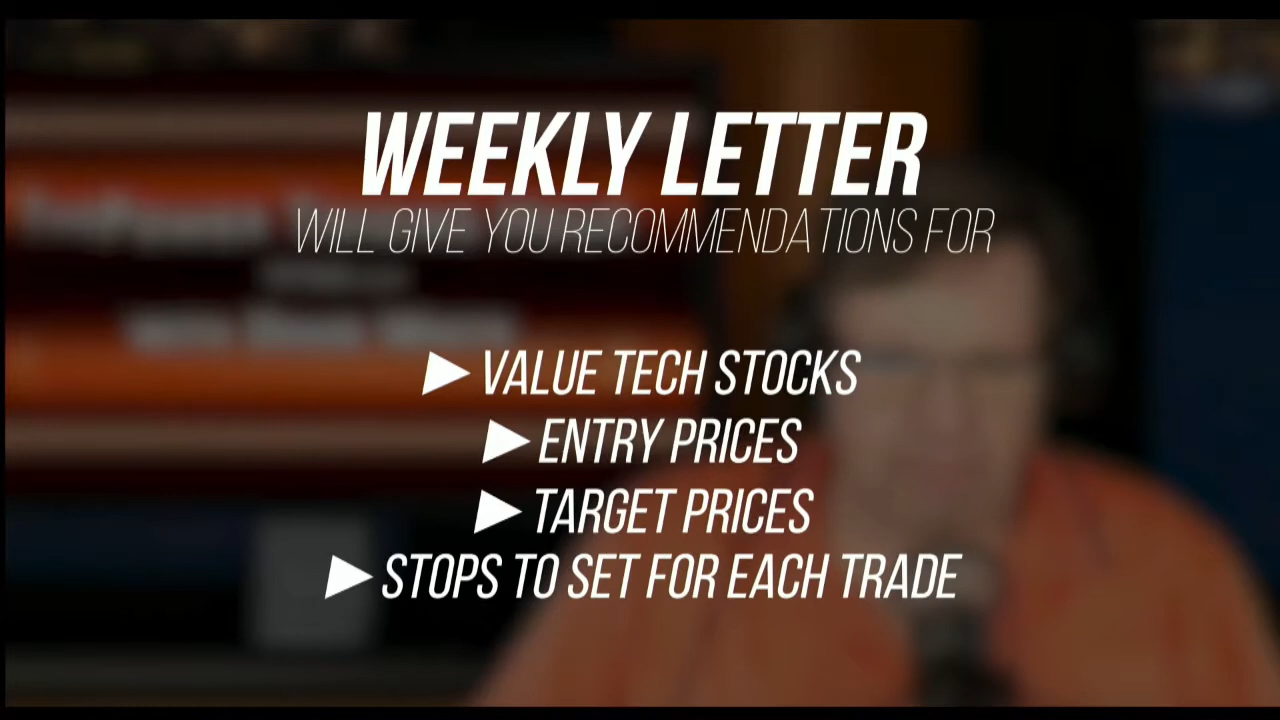 WEEKLY LETTER
WILL GIVE YOU RECOMMENDATIONS FOR
▶ VALUE TECH STOCKS
▶ ENTRY PRICES
▶ TARGET PRICES
▶ STOPS TO SET FOR EACH TRADE